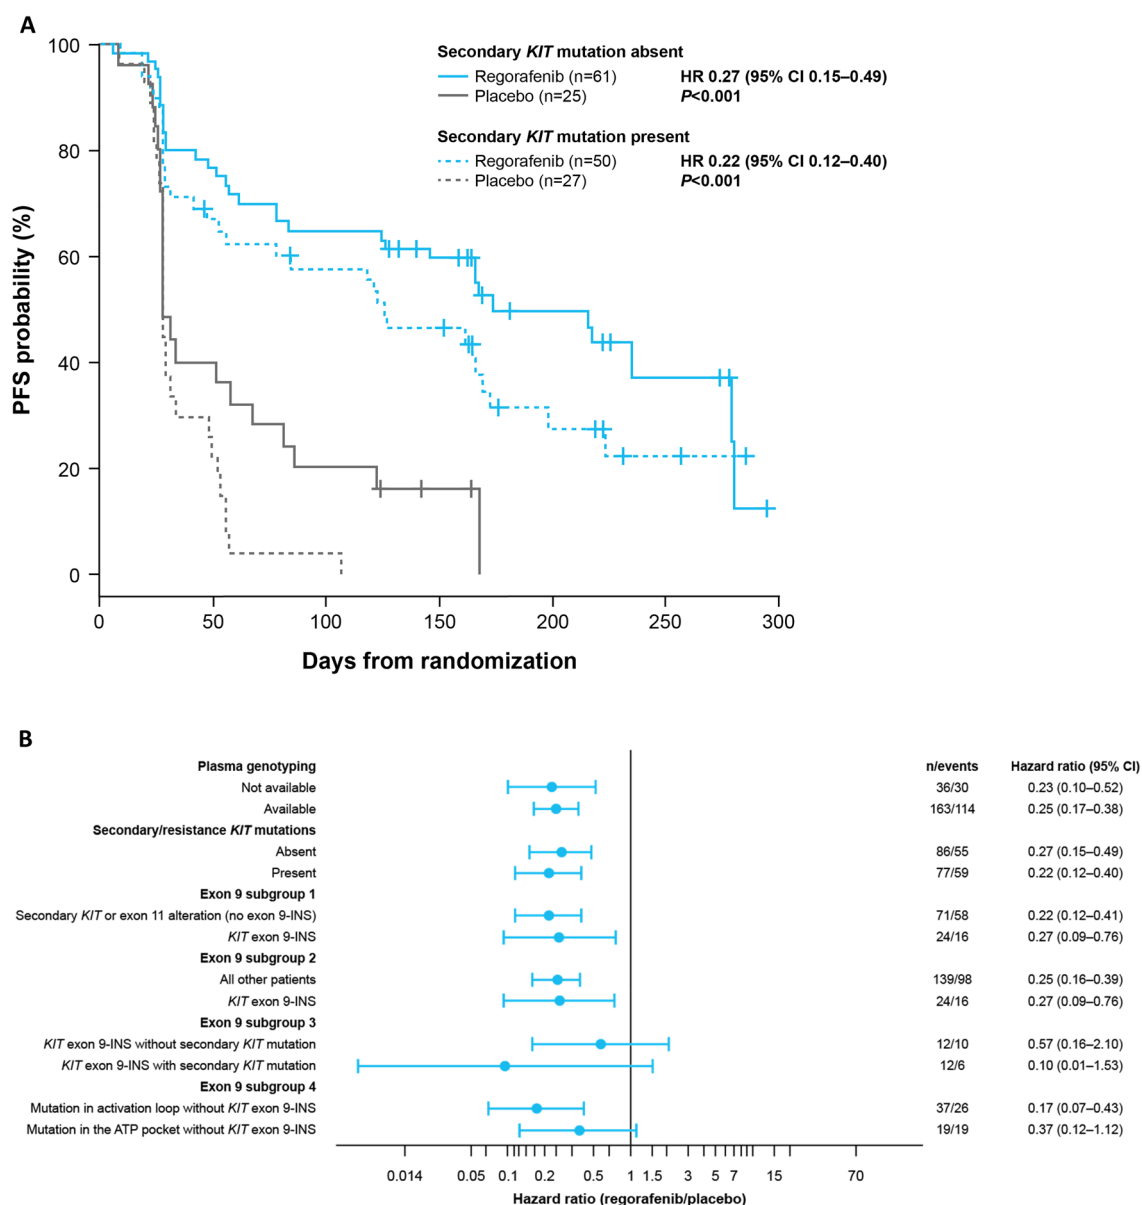 A
Secondary KIT mutation absent
Regorafenib (n=61) HR 0.27 (95% CI 0.15–0.49)
Placebo (n=25) P<0.001
Secondary KIT mutation present
Regorafenib (n=50) HR 0.22 (95% CI 0.12–0.40)
Placebo (n=27) P<0.001
PFS probability (%)
100
80
60
40
20
0
0 50 100 150 200 250 300
Days from randomization
B
Plasma genotyping n/events Hazard ratio (95% CI)
Not available 36/30 0.23 (0.10–0.52)
Available 163/114 0.25 (0.17–0.38)
Secondary/resistance KIT mutations
Absent 86/55 0.27 (0.15–0.49)
Present 77/59 0.22 (0.12–0.40)
Exon 9 subgroup 1
Secondary KIT or exon 11 alteration (no exon 9-INS) 71/58 0.22 (0.12–0.41)
KIT exon 9-INS 24/16 0.27 (0.09–0.76)
Exon 9 subgroup 2
All other patients 139/98 0.25 (0.16–0.39)
KIT exon 9-INS 24/16 0.27 (0.09–0.76)
Exon 9 subgroup 3
KIT exon 9-INS without secondary KIT mutation 12/10 0.57 (0.16–2.10)
KIT exon 9-INS with secondary KIT mutation 12/6 0.10 (0.01–1.53)
Exon 9 subgroup 4
Mutation in activation loop without KIT exon 9-INS 37/26 0.17 (0.07–0.43)
Mutation in the ATP pocket without KIT exon 9-INS 19/19 0.37 (0.12–1.12)
0.014 0.05 0.1 0.2 0.5 1 1.5 3 5 7 15 70
Hazard ratio (regorafenib/placebo)